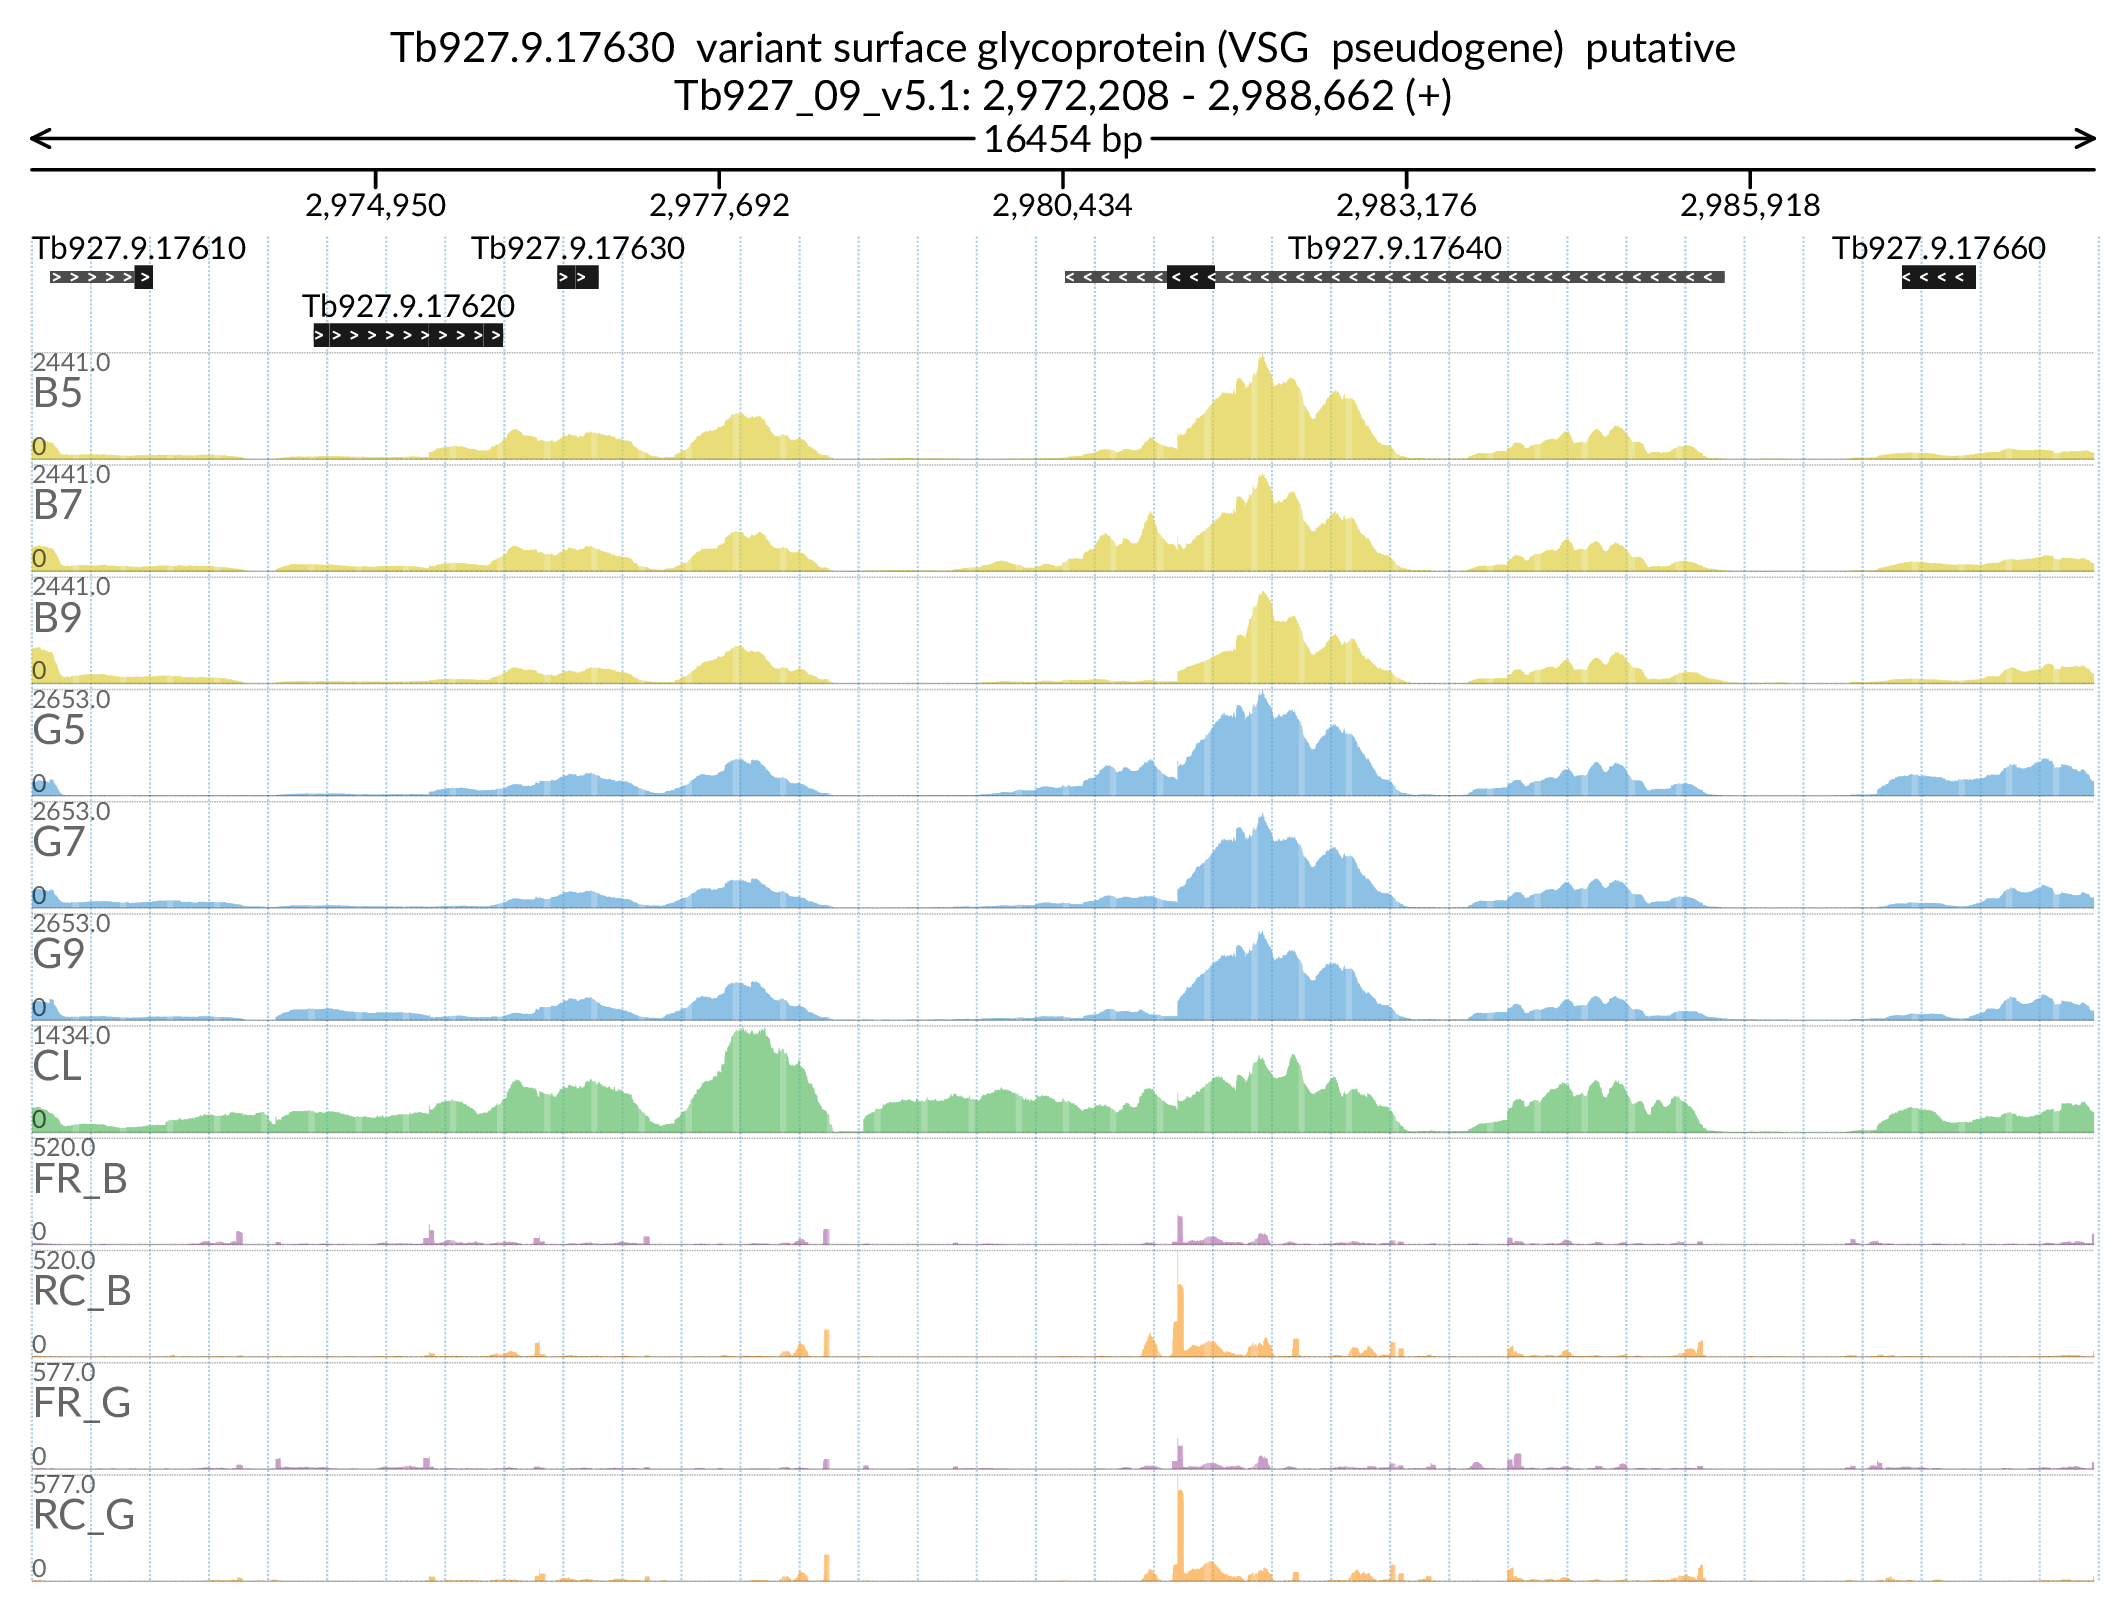 Tb927.9.17630 variant surface glycoprotein (VSG pseudogene) putative
Tb927_09_v5.1: 2,972,208 - 2,988,662 (+)
16454 bp
2,974,950 2,977,692 2,980,434 2,983,176 2,985,918
Tb927.9.17610 Tb927.9.17630 Tb927.9.17640 Tb927.9.17660
Tb927.9.17620
2441.0
B5
0
2441.0
B7
0
2441.0
B9
0
2653.0
G5
0
2653.0
G7
0
2653.0
G9
0
1434.0
CL
0
520.0
FR_B
0
520.0
RC_B
0
577.0
FR_G
0
577.0
RC_G
0